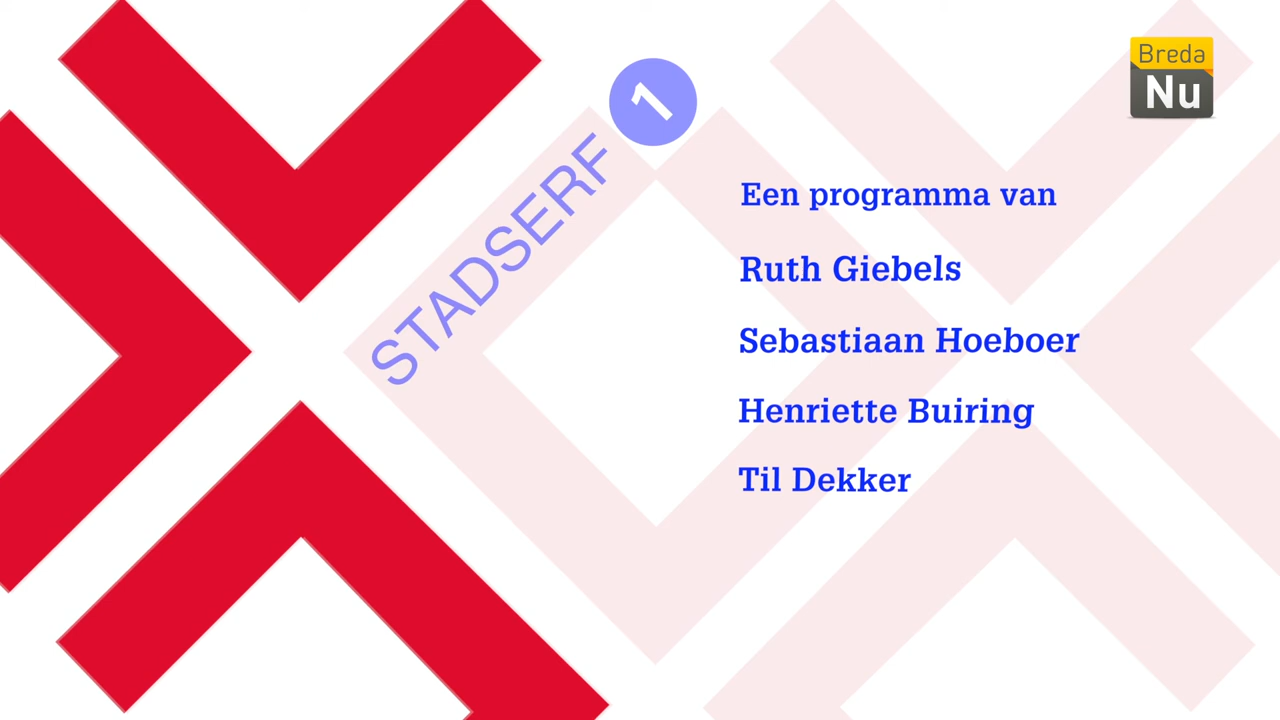 STADSERF 1
Breda
Nu
Een programma van
Ruth Giebels
Sebastiaan Hoeboer
Henriette Buiring
Til Dekker